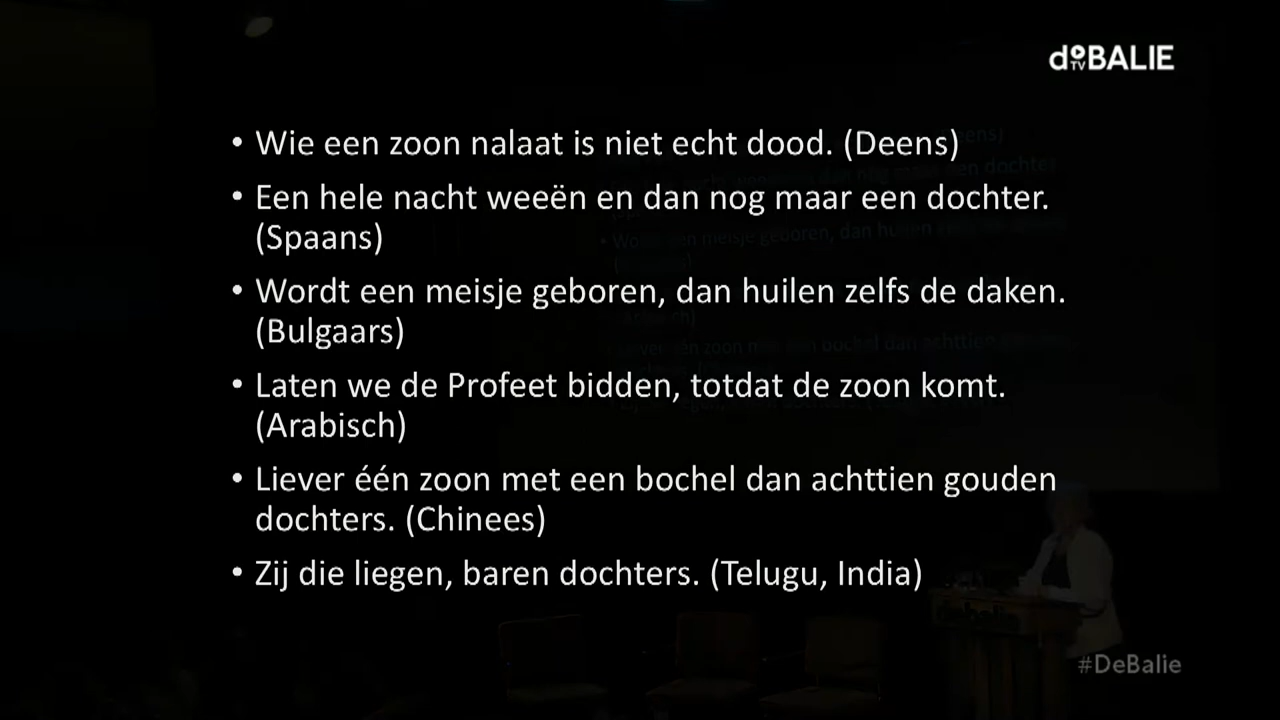 doBALIE
TV
• Wie een zoon nalaat is niet echt dood. (Deens)
• Een hele nacht weeën en dan nog maar een dochter.
(Spaans)
• Wordt een meisje geboren, dan huilen zelfs de daken.
(Bulgaars)
• Laten we de Profeet bidden, totdat de zoon komt.
(Arabisch)
• Liever één zoon met een bochel dan achttien gouden
dochters. (Chinees)
• Zij die liegen, baren dochters. (Telugu, India)
#DeBalie